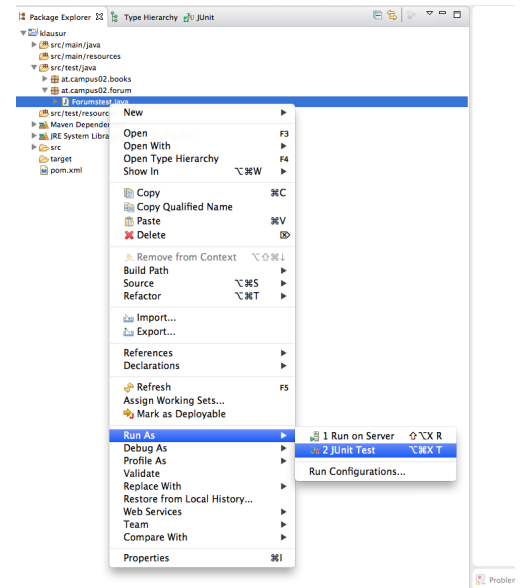 Package Explorer Type Hierarchy JUnit
klausur
src/main/java
src/main/resources
src/test/java
at.campus02.books
at.campus02.forum
Forumstest.java
src/test/resourc
Maven Depender
JRE System Libra
src
target
pom.xml
New
Open F3
Open With
Open Type Hierarchy F4
Show In ⌥⌘W
Copy ⌘C
Copy Qualified Name
Paste ⌘V
Delete ⌦
Remove from Context ⌥⇧⌘↓
Build Path
Source ⌥⌘S
Refactor ⌥⌘T
Import...
Export...
References
Declarations
Refresh F5
Assign Working Sets...
Mark as Deployable
Run As
Debug As
Profile As
Validate
Replace With
Restore from Local History...
Web Services
Team
Compare With
Properties ⌘I
1 Run on Server ⇧⌥X R
2 JUnit Test ⌥⌘X T
Run Configurations...
Problem